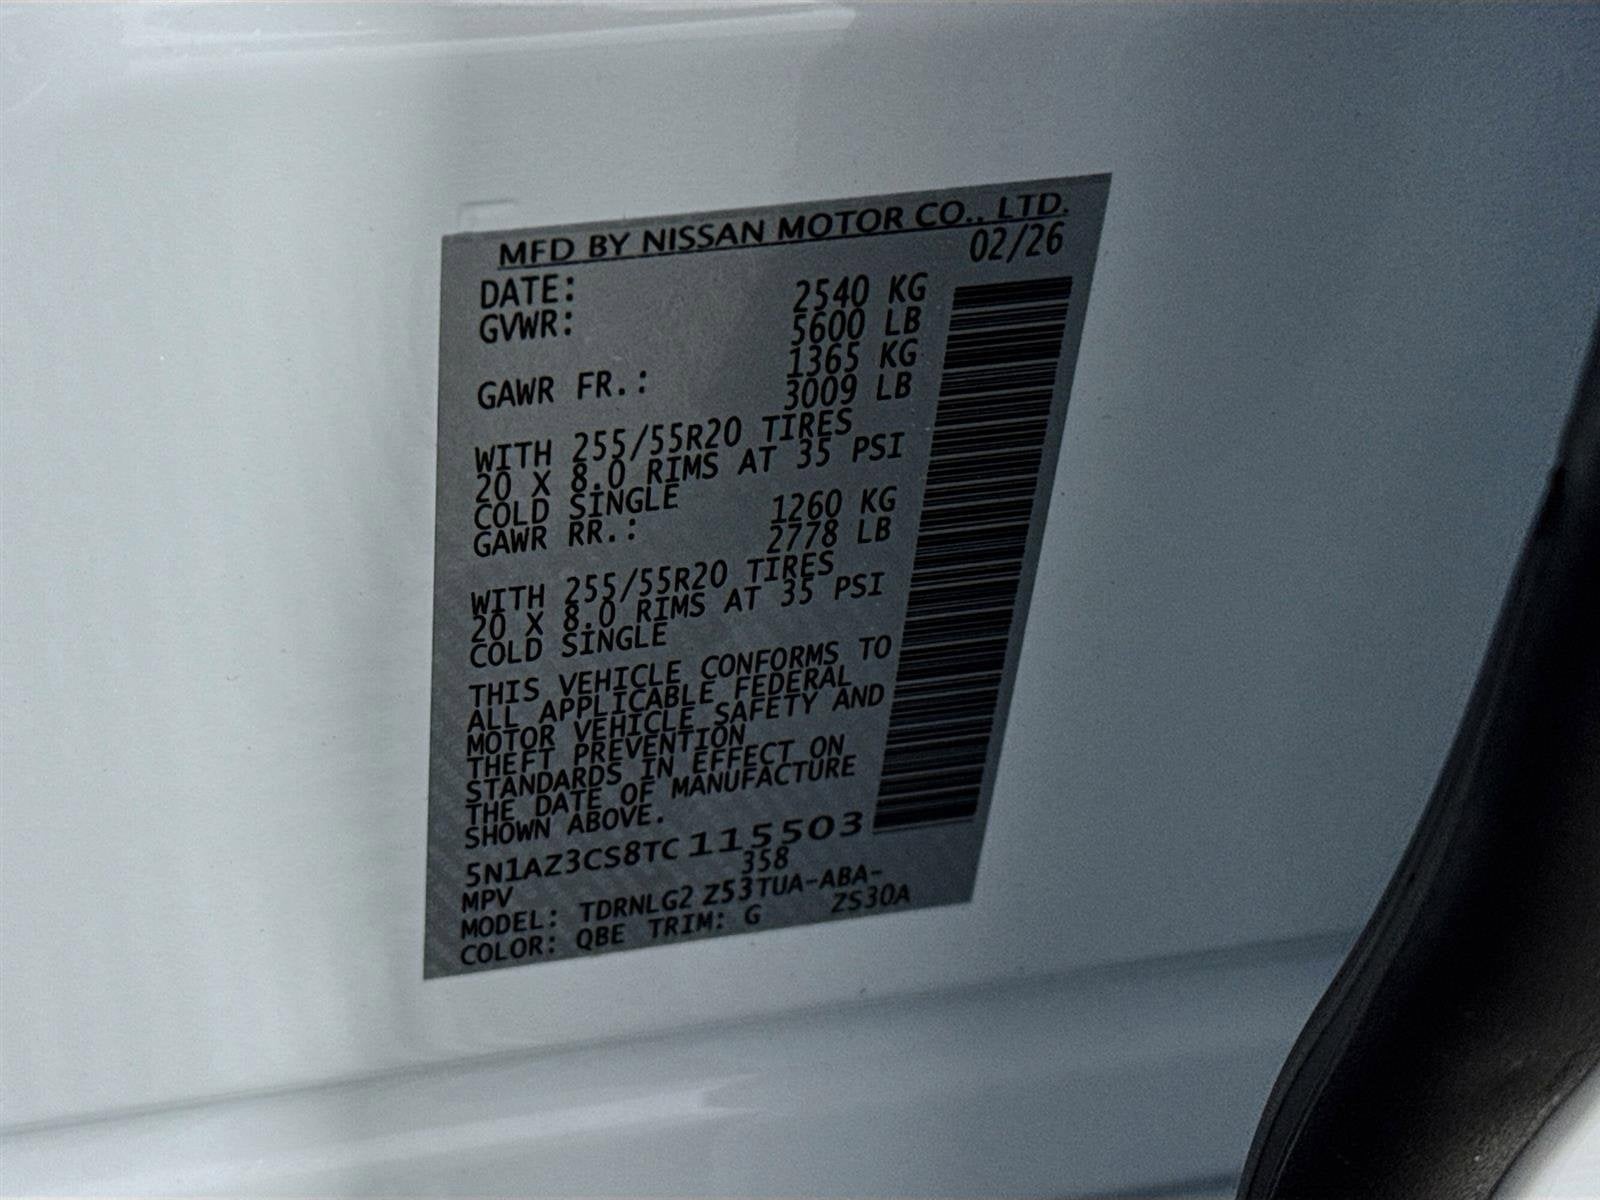 MFD BY NISSAN MOTOR CO., LTD.
DATE: 02/26
GVWR: 2540 KG
5600 LB
GAWR FR.: 1365 KG
3009 LB
WITH 255/55R20 TIRES
20 X 8.0 RIMS AT 35 PSI
COLD SINGLE
GAWR RR.: 1260 KG
2778 LB
WITH 255/55R20 TIRES
20 X 8.0 RIMS AT 35 PSI
COLD SINGLE
THIS VEHICLE CONFORMS TO
ALL APPLICABLE FEDERAL
MOTOR VEHICLE SAFETY AND
THEFT PREVENTION
STANDARDS IN EFFECT ON
THE DATE OF MANUFACTURE
SHOWN ABOVE.
5N1AZ3CS8TC115503
MPV 358
MODEL: TDRNLG2 Z53TUA-ABA-
COLOR: QBE TRIM: G ZS30A